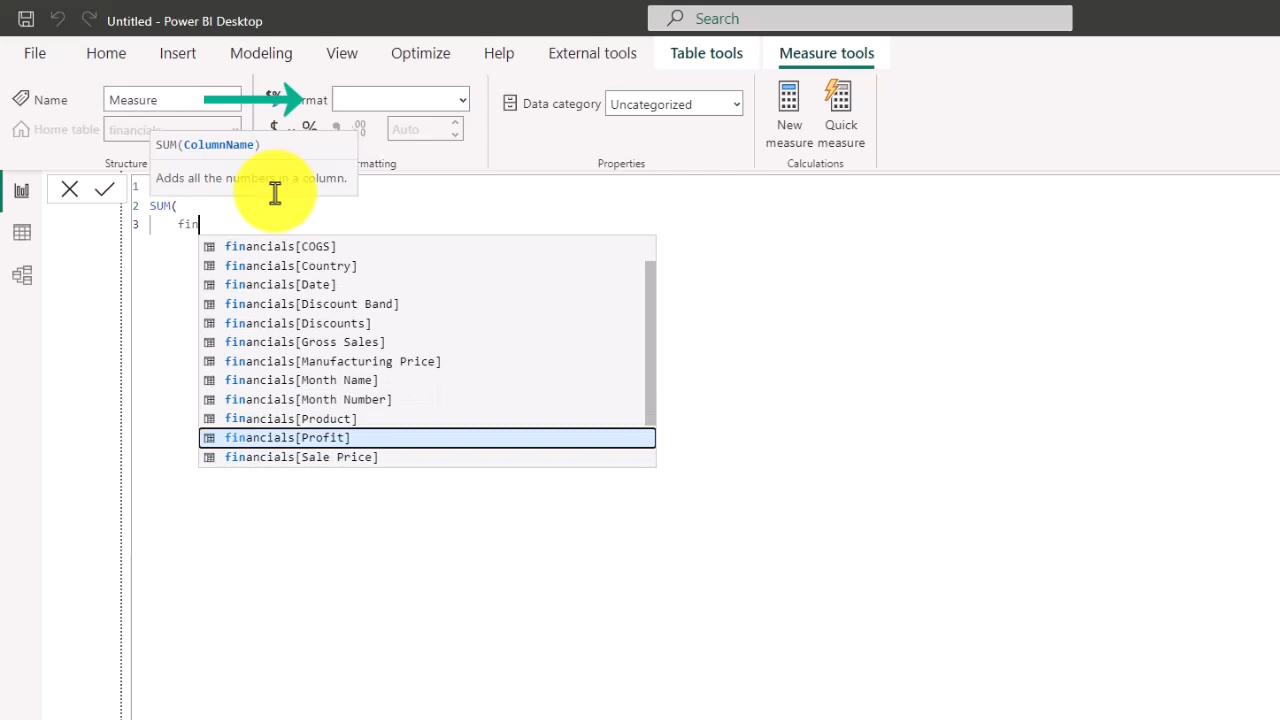 Untitled - Power BI Desktop
Search
File Home Insert Modeling View Optimize Help External tools Table tools Measure tools
Name Measure
Data category Uncategorized
Home table financials
$ % .00 Auto
New measure
Quick measure
Structure
Properties
Calculations
SUM(ColumnName)
Adds all the numbers in a column.
1
2 SUM(
3 fin
financials[COGS]
financials[Country]
financials[Date]
financials[Discount Band]
financials[Discounts]
financials[Gross Sales]
financials[Manufacturing Price]
financials[Month Name]
financials[Month Number]
financials[Product]
financials[Profit]
financials[Sale Price]